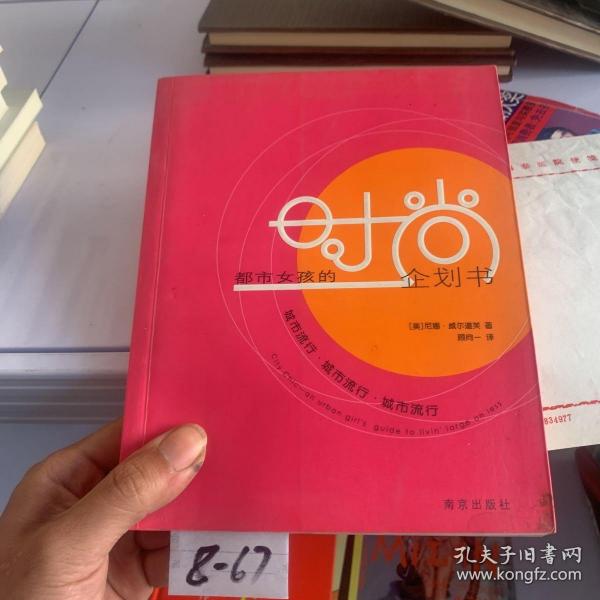 时尚
都市女孩的
企划书
[美]尼娜·威尔道芙 著
顾向一 译
城市流行·城市流行·城市流行
City Chic—an urban girl's guide to livin' large on less
南京出版社
8-67
834977
孔夫子旧书网
www.kongfz.com